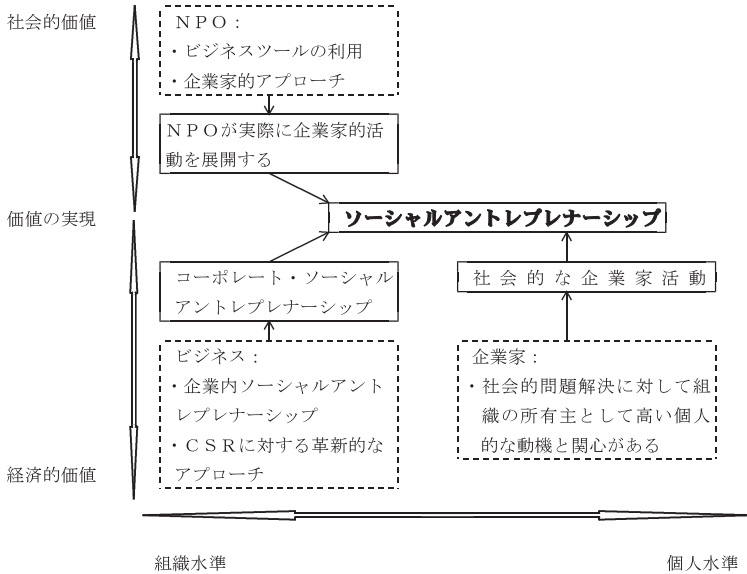 社会的価値
ＮＰＯ：
・ビジネスツールの利用
・企業家的アプローチ
ＮＰＯが実際に企業家的活
動を展開する
価値の実現
ソーシャルアントレプレナーシップ
コーポレート・ソーシャル
アントレプレナーシップ
社会的な企業家活動
ビジネス：
・企業内ソーシャルアント
レプレナーシップ
・ＣＳＲに対する革新的な
アプローチ
企業家：
・社会的問題解決に対して組
織の所有主として高い個人
的な動機と関心がある
経済的価値
組織水準
個人水準